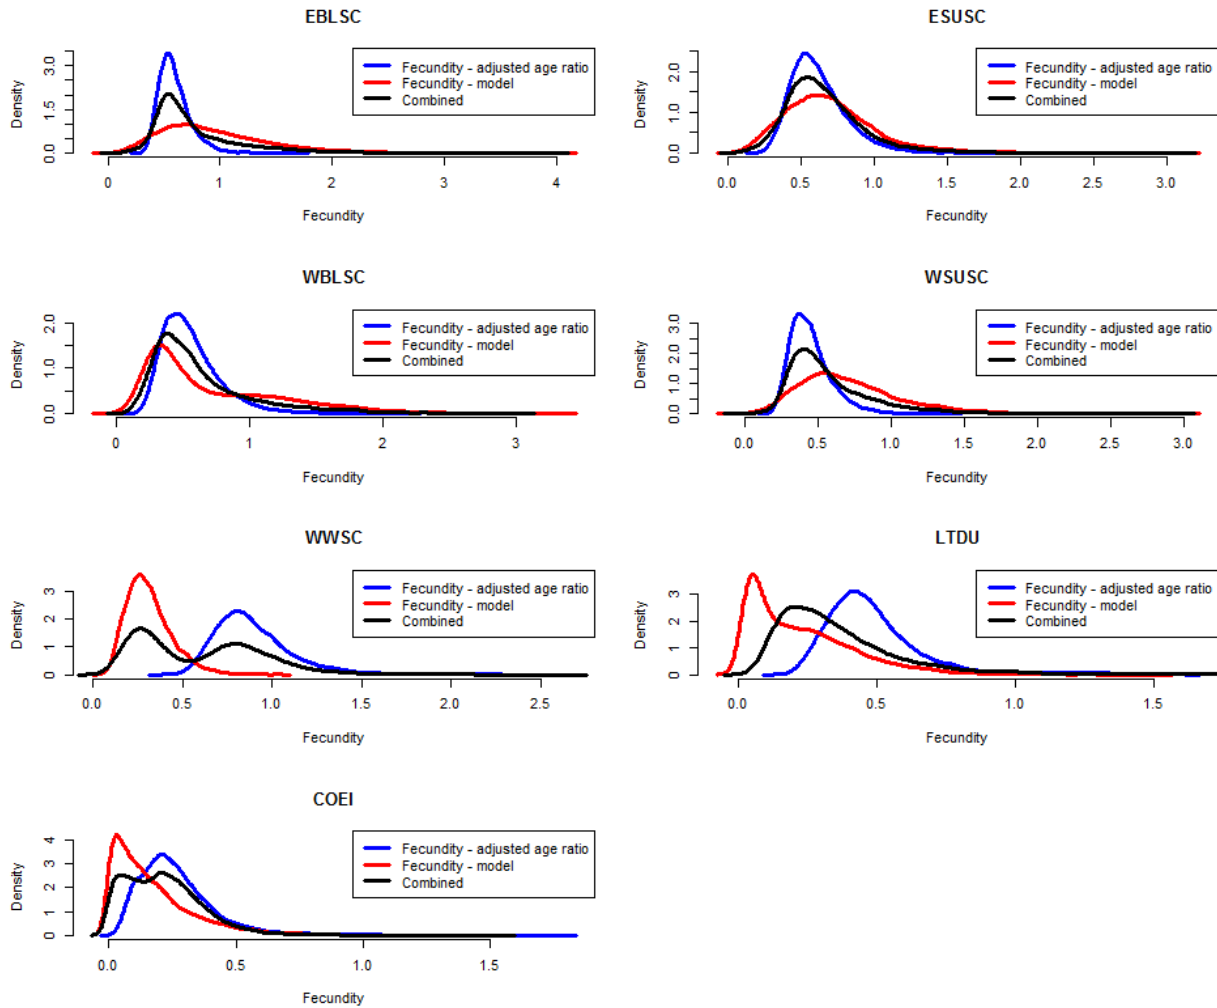 EBLSC
Density
0.0 1.5 3.0
Fecundity - adjusted age ratio
Fecundity - model
Combined
0 1 2 3 4
Fecundity
ESUSC
Density
0.0 1.0 2.0
Fecundity - adjusted age ratio
Fecundity - model
Combined
0.0 0.5 1.0 1.5 2.0 2.5 3.0
Fecundity
WBLSC
Density
0.0 1.0 2.0
Fecundity - adjusted age ratio
Fecundity - model
Combined
0 1 2 3
Fecundity
WSUSC
Density
0.0 1.0 2.0 3.0
Fecundity - adjusted age ratio
Fecundity - model
Combined
0.0 0.5 1.0 1.5 2.0 2.5 3.0
Fecundity
WWSC
Density
0 1 2 3
Fecundity - adjusted age ratio
Fecundity - model
Combined
0.0 0.5 1.0 1.5 2.0 2.5
Fecundity
LTDU
Density
0 1 2 3
Fecundity - adjusted age ratio
Fecundity - model
Combined
0.0 0.5 1.0 1.5
Fecundity
COEI
Density
0 1 2 3 4
Fecundity - adjusted age ratio
Fecundity - model
Combined
0.0 0.5 1.0 1.5
Fecundity